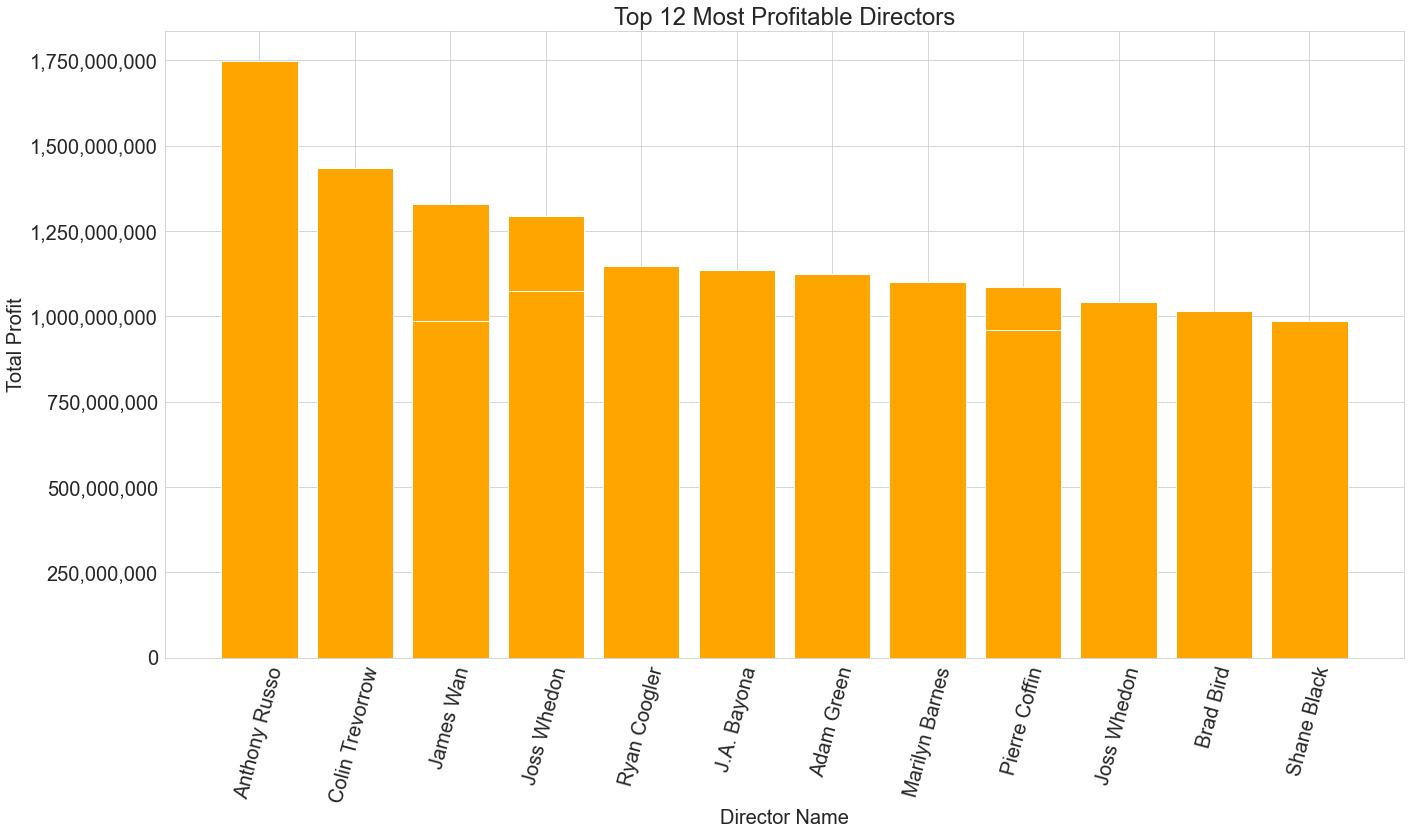 Top 12 Most Profitable Directors
Total Profit
1,750,000,000
1,500,000,000
1,250,000,000
1,000,000,000
750,000,000
500,000,000
250,000,000
0
Anthony Russo
Colin Trevorrow
James Wan
Joss Whedon
Ryan Coogler
J.A. Bayona
Adam Green
Marilyn Barnes
Pierre Coffin
Joss Whedon
Brad Bird
Shane Black
Director Name